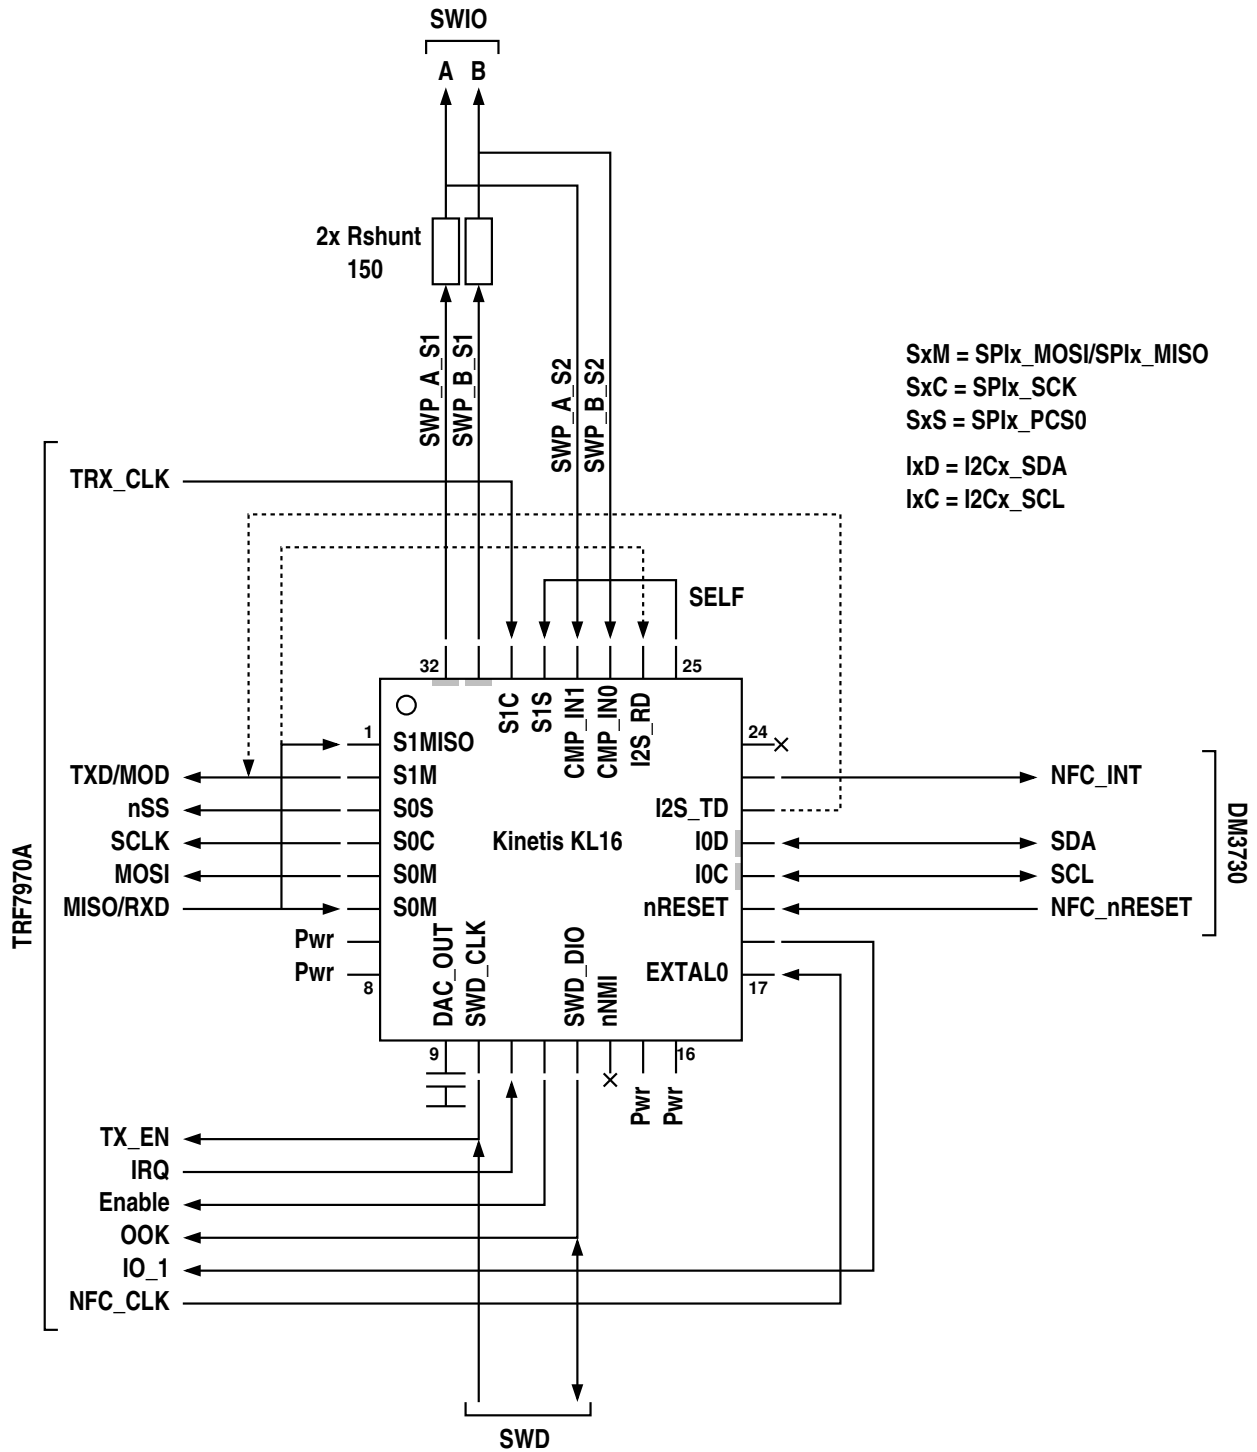 SWIO
A B
2x Rshunt
150
SWP_A_S1
SWP_B_S1
SWP_A_S2
SWP_B_S2
SxM = SPIx_MOSI/SPIx_MISO
SxC = SPIx_SCK
SxS = SPIx_PCS0
IxD = I2Cx_SDA
IxC = I2Cx_SCL
TRX_CLK
SELF
32
25
S1C
S1S
CMP_IN1
CMP_IN0
I2S_RD
1
S1MISO
24
TXD/MOD
S1M
NFC_INT
nSS
S0S
I2S_TD
SCLK
S0C
Kinetis KL16
I0D
SDA
MOSI
S0M
I0C
SCL
MISO/RXD
S0M
nRESET
NFC_nRESET
TRF7970A
DM3730
Pwr
Pwr
EXTAL0
8
17
DAC_OUT
SWD_CLK
SWD_DIO
nNMI
9
16
Pwr
Pwr
TX_EN
IRQ
Enable
OOK
IO_1
NFC_CLK
SWD